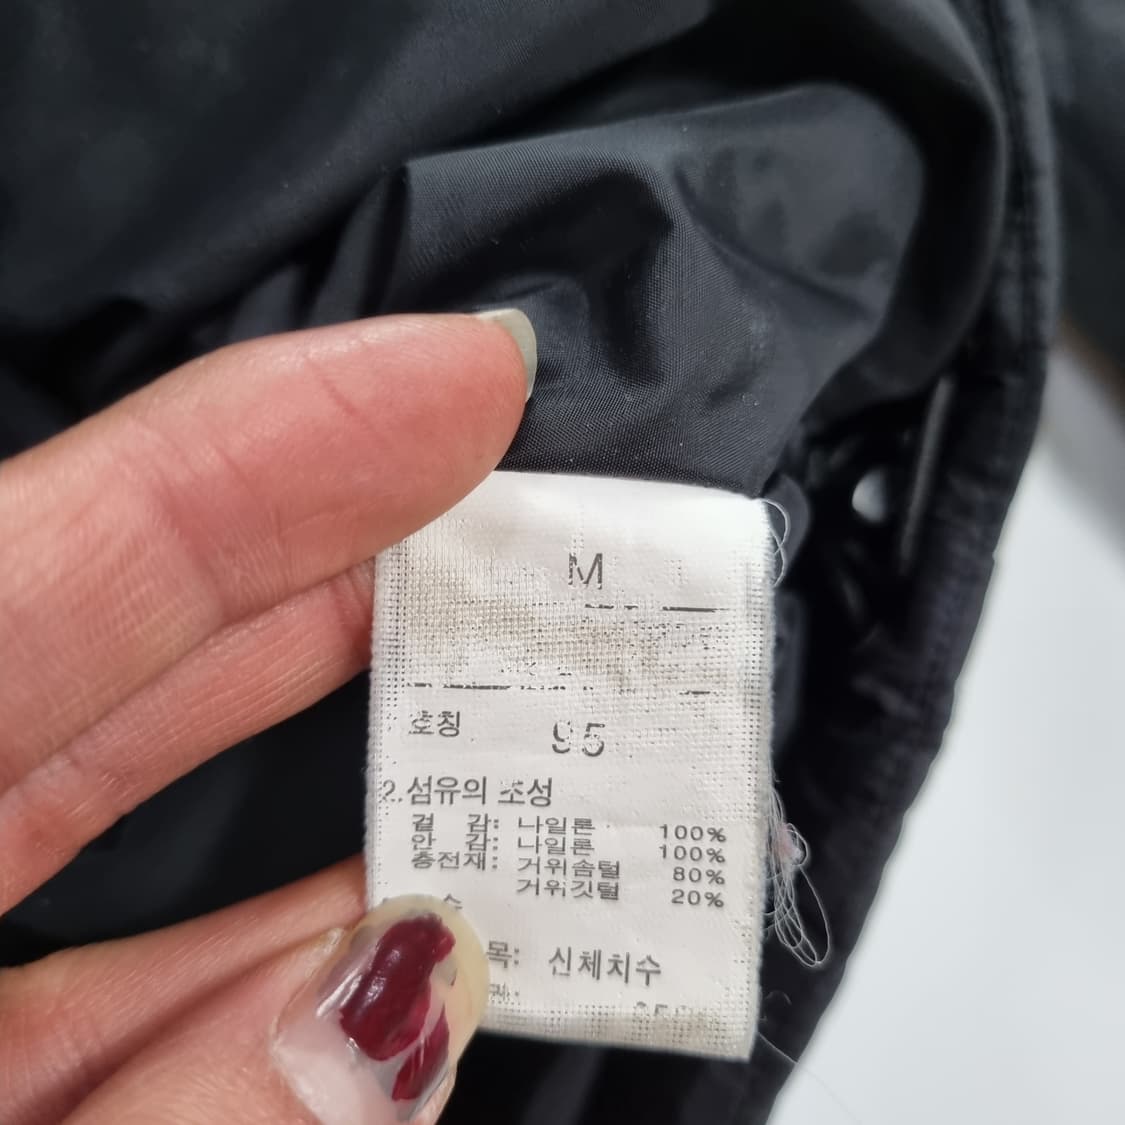 M
호칭 95
2. 섬유의 조성
겉 감: 나일론 100%
안 감: 나일론 100%
충전재: 거위솜털 80%
거위깃털 20%
수
목: 신체치수